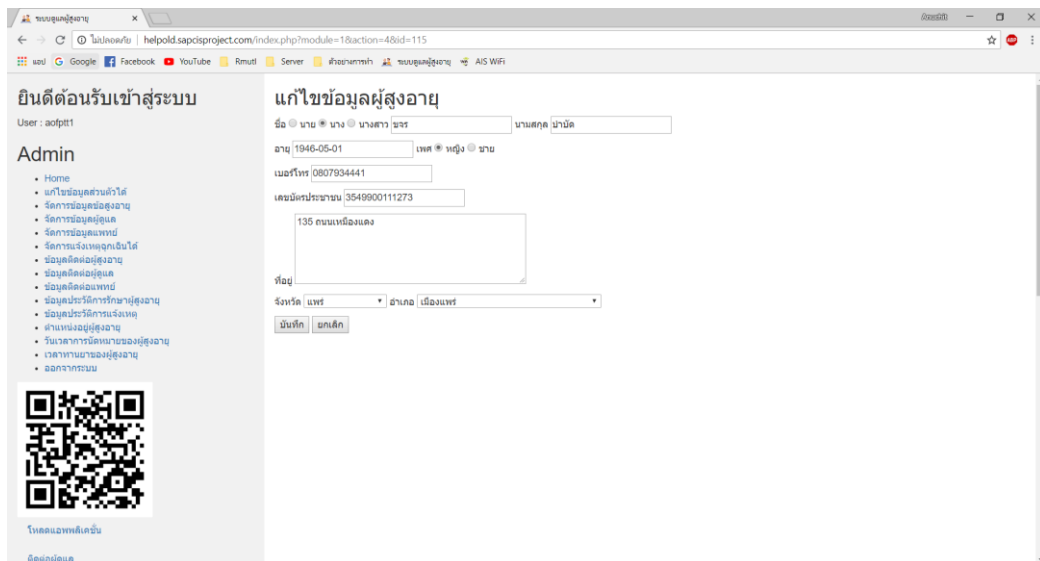 ระบบดูแลผู้สูงอายุ
ไม่ปลอดภัย | helpold.sapcisproject.com/index.php?module=1&action=4&id=115
แอป Google Facebook YouTube Rmutl Server ระบบดูแลผู้สูงอายุ AIS WiFi
ยินดีต้อนรับเข้าสู่ระบบ
User : aofptt1
Admin
Home
แก้ไขข้อมูลส่วนตัวได้
จัดการข้อมูลข้อสูงอายุ
จัดการข้อมูลผู้ดูแล
จัดการข้อมูลแพทย์
จัดการแจ้งเหตุฉุกเฉินได้
ข้อมูลติดต่อผู้สูงอายุ
ข้อมูลติดต่อผู้ดูแล
ข้อมูลติดต่อแพทย์
ข้อมูลประวัติการรักษาผู้สูงอายุ
ข้อมูลประวัติการแจ้งเหตุ
ตำแหน่งอยู่ผู้สูงอายุ
วันเวลาการนัดหมายของผู้สูงอายุ
เวลาทานยาของผู้สูงอายุ
ออกจากระบบ
โหลดแอพพลิเคชั่น
ติดต่อผู้ดูแล
แก้ไขข้อมูลผู้สูงอายุ
ชื่อ นาย นาง นางสาว ขจร นามสกุล ปาบัด
อายุ 1946-05-01 เพศ หญิง ชาย
เบอร์โทร 0807934441
เลขบัตรประชาชน 3549900111273
135 ถนนเหมืองแดง
ที่อยู่
จังหวัด แพร่ อำเภอ เมืองแพร่
บันทึก ยกเลิก